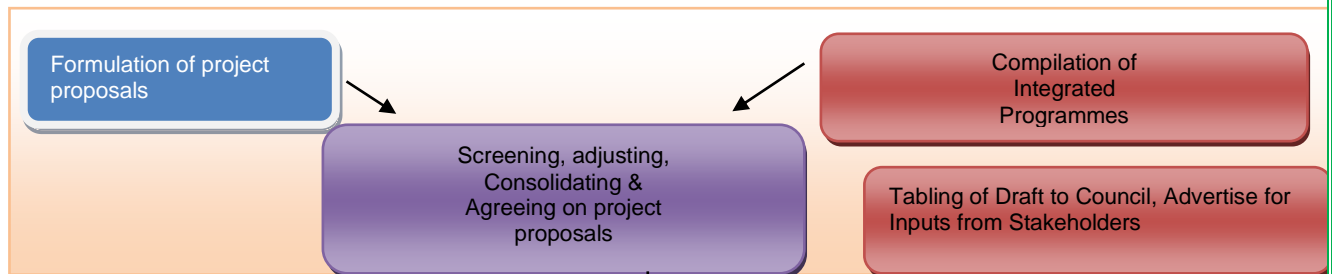 Formulation of project
proposals
Compilation of
Integrated
Programmes
Screening, adjusting,
Consolidating &
Agreeing on project
proposals
Tabling of Draft to Council, Advertise for
Inputs from Stakeholders